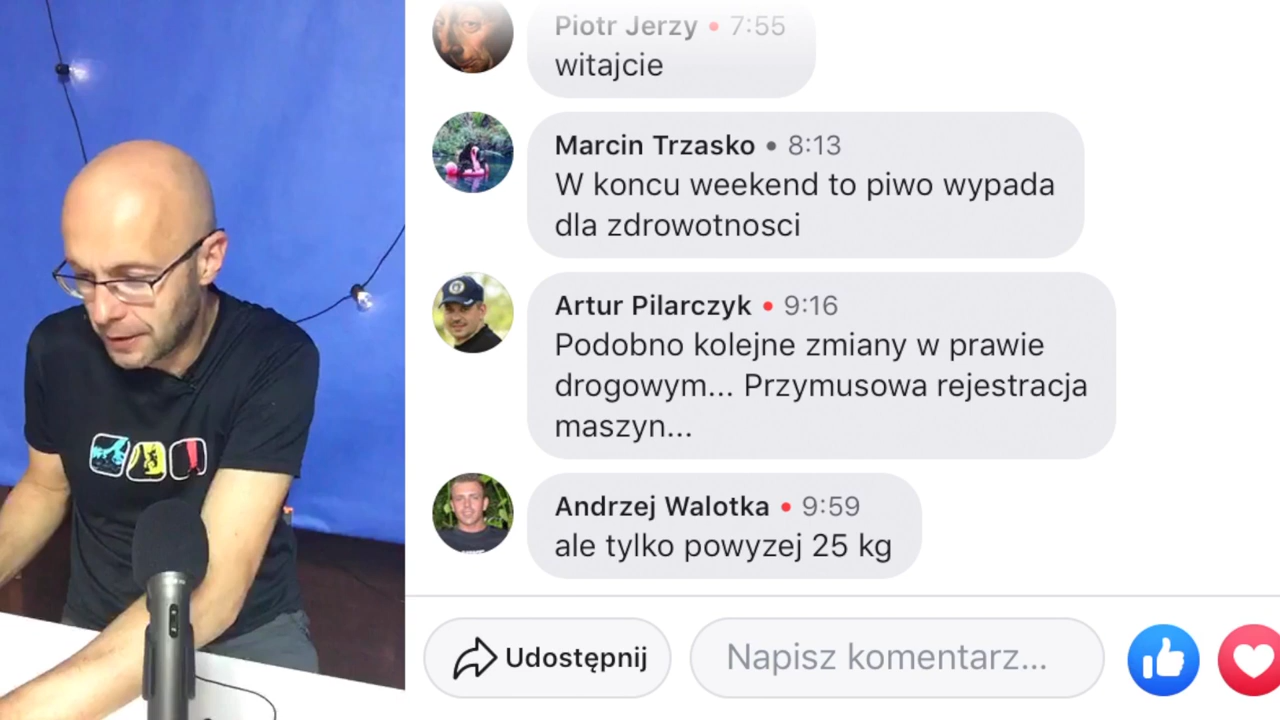 Piotr Jerzy • 7:55
witajcie
Marcin Trzasko • 8:13
W koncu weekend to piwo wypada
dla zdrowotnosci
Artur Pilarczyk • 9:16
Podobno kolejne zmiany w prawie
drogowym... Przymusowa rejestracja
maszyn...
Andrzej Walotka • 9:59
ale tylko powyzej 25 kg
Udostępnij
Napisz komentarz...